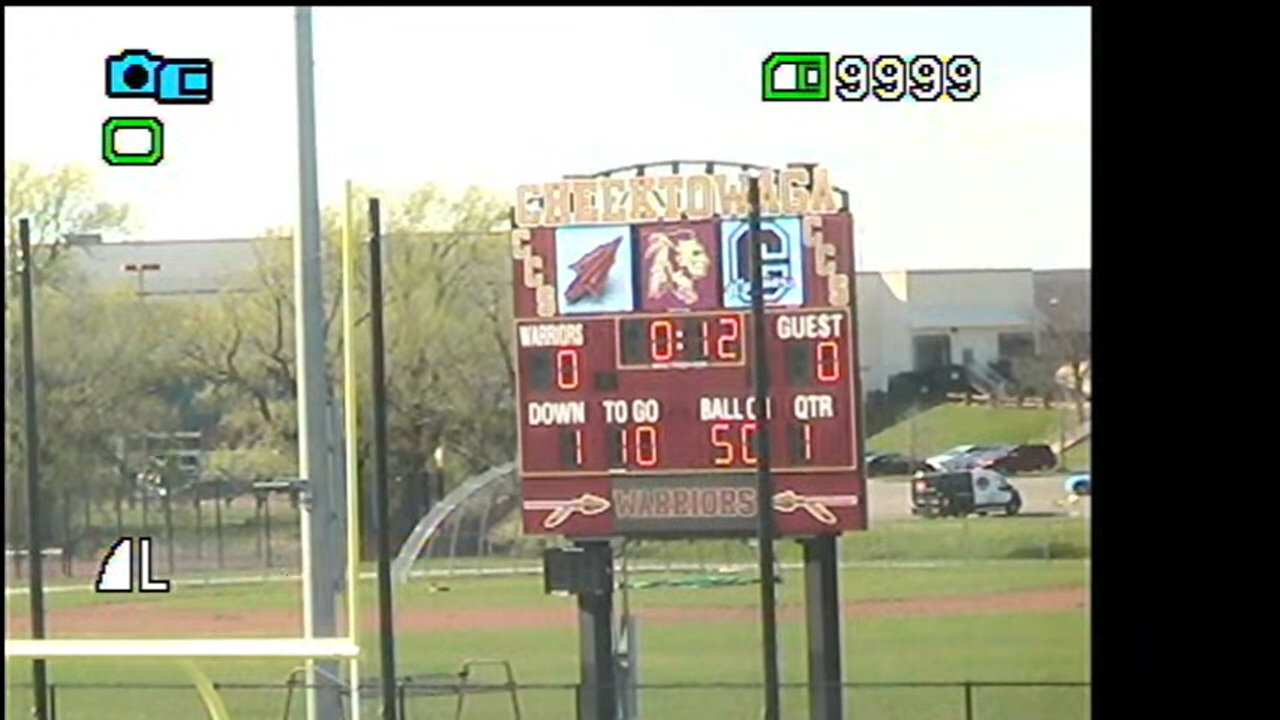 9999
CHEEKTOWAGA
CCS
CCS
C
WARRIORS 0:12 GUEST
0 0
DOWN TO GO BALL O QTR
1 10 50 1
WARRIORS
L